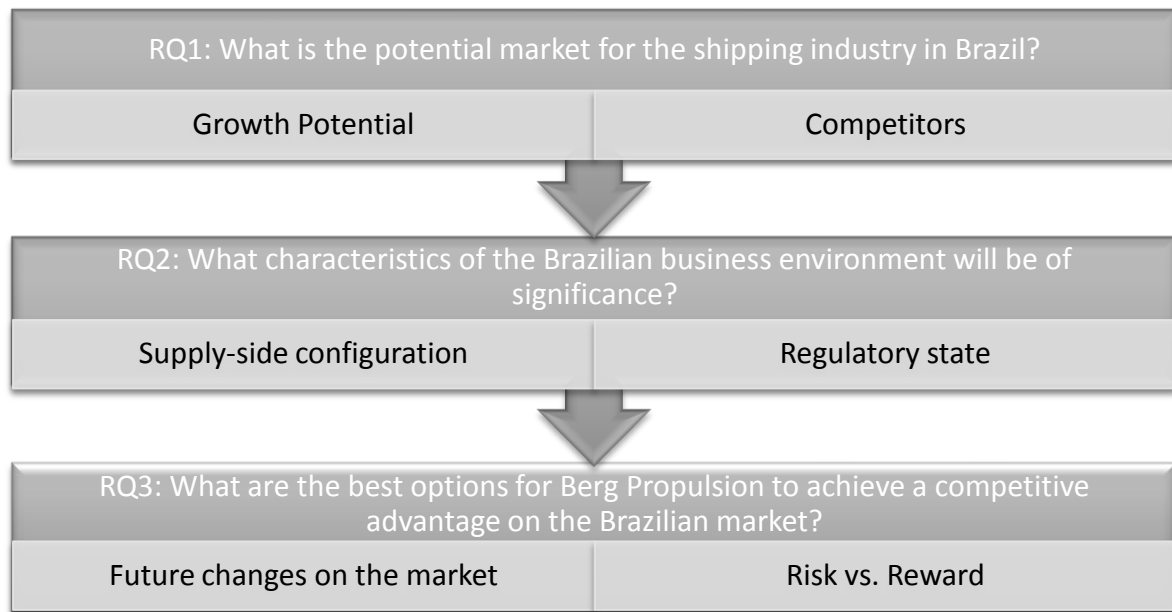 RQ1: What is the potential market for the shipping industry in Brazil?
Growth Potential
Competitors
RQ2: What characteristics of the Brazilian business environment will be of
significance?
Supply-side configuration
Regulatory state
RQ3: What are the best options for Berg Propulsion to achieve a competitive
advantage on the Brazilian market?
Future changes on the market
Risk vs. Reward